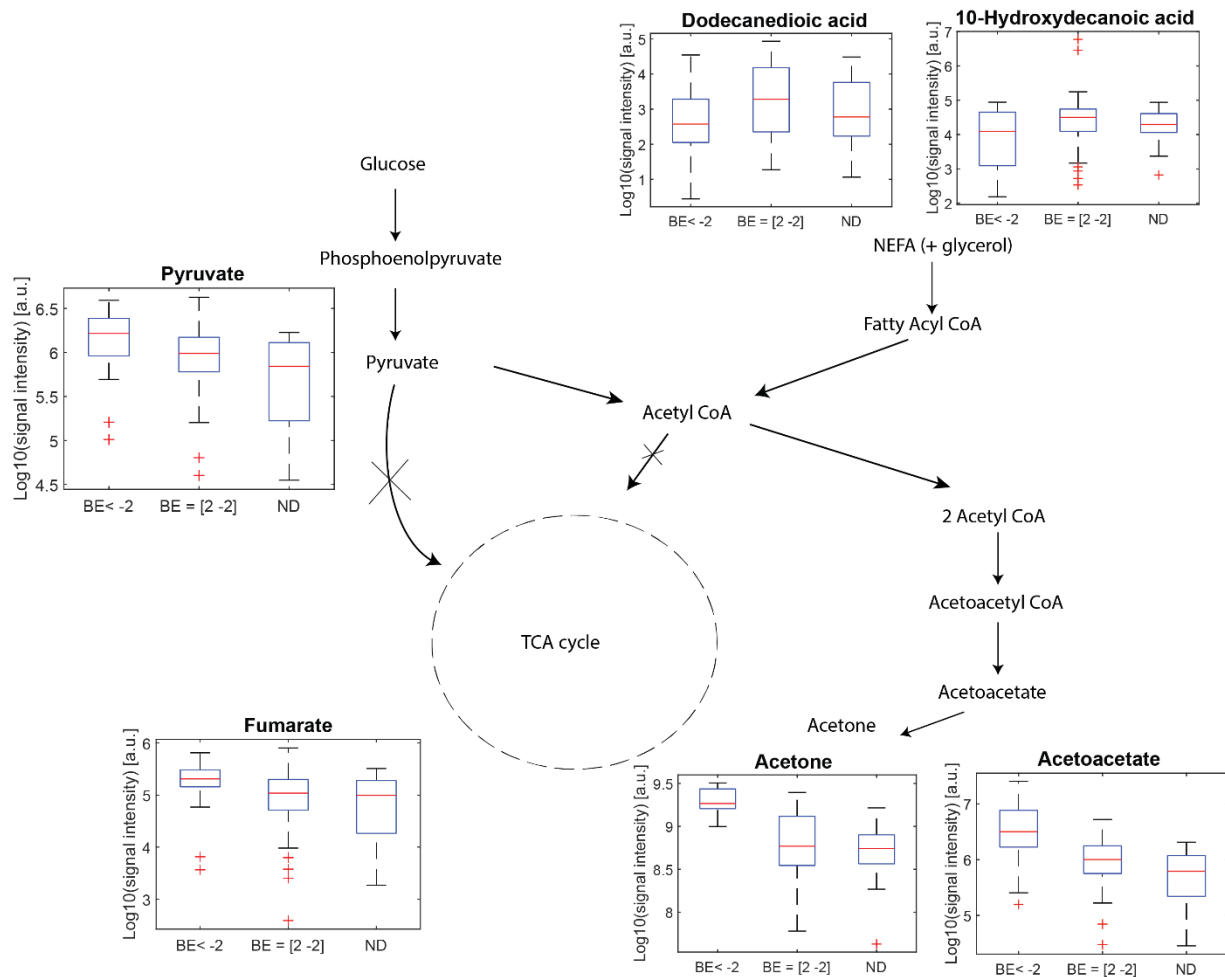 Dodecanedioic acid
Log10(signal intensity) [a.u.]
5
4
3
2
1
BE< -2
BE = [2 -2]
ND
10-Hydroxydecanoic acid
Log10(signal intensity) [a.u.]
7
6
5
4
3
2
BE< -2
BE = [2 -2]
ND
Glucose
Phosphoenolpyruvate
NEFA (+ glycerol)
Pyruvate
Log10(signal intensity) [a.u.]
6.5
6
5.5
5
4.5
BE< -2
BE = [2 -2]
ND
Pyruvate
Fatty Acyl CoA
Acetyl CoA
2 Acetyl CoA
Acetoacetyl CoA
TCA cycle
Acetoacetate
Acetone
Fumarate
Log10(signal intensity) [a.u.]
6
5
4
3
BE< -2
BE = [2 -2]
ND
Acetone
Log10(signal intensity) [a.u.]
9.5
9
8.5
8
BE< -2
BE = [2 -2]
ND
Acetoacetate
Log10(signal intensity) [a.u.]
7
6
5
BE< -2
BE = [2 -2]
ND